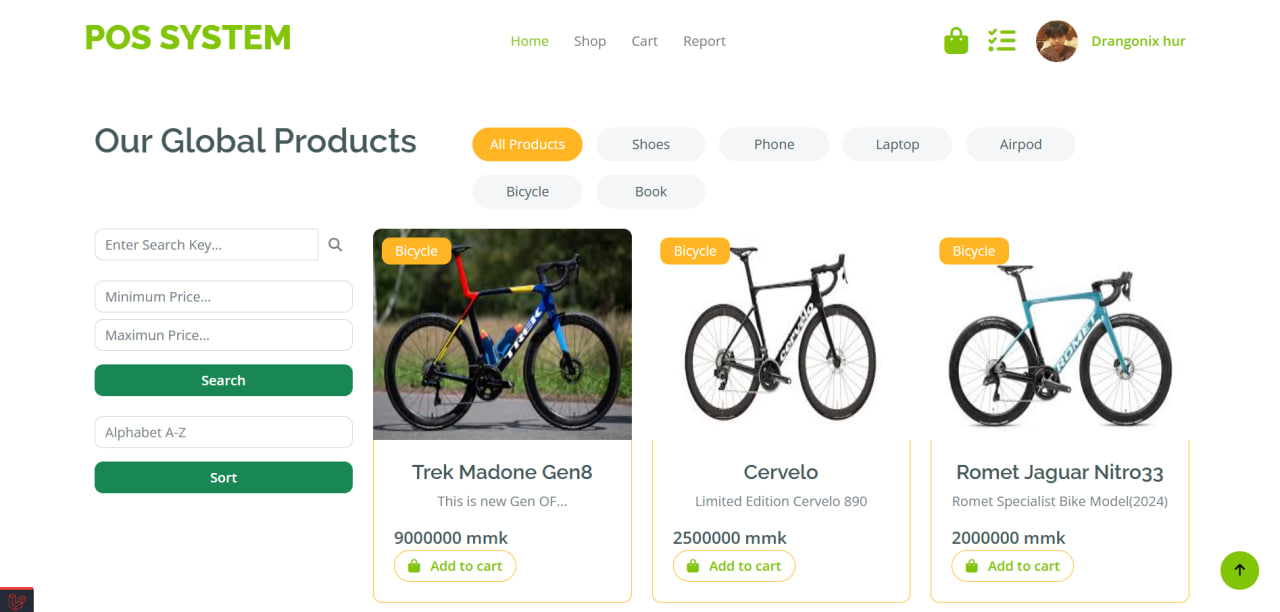 POS SYSTEM
Home Shop Cart Report
Drangonix hur
Our Global Products
All Products Shoes Phone Laptop Airpod
Bicycle Book
Enter Search Key...
Minimum Price...
Maximun Price...
Search
Alphabet A-Z
Sort
Bicycle
TREK
Trek Madone Gen8
This is new Gen OF...
9000000 mmk
Add to cart
Bicycle
cervelo
Cervelo
Limited Edition Cervelo 890
2500000 mmk
Add to cart
Bicycle
ROMET
Romet Jaguar Nitro33
Romet Specialist Bike Model(2024)
2000000 mmk
Add to cart